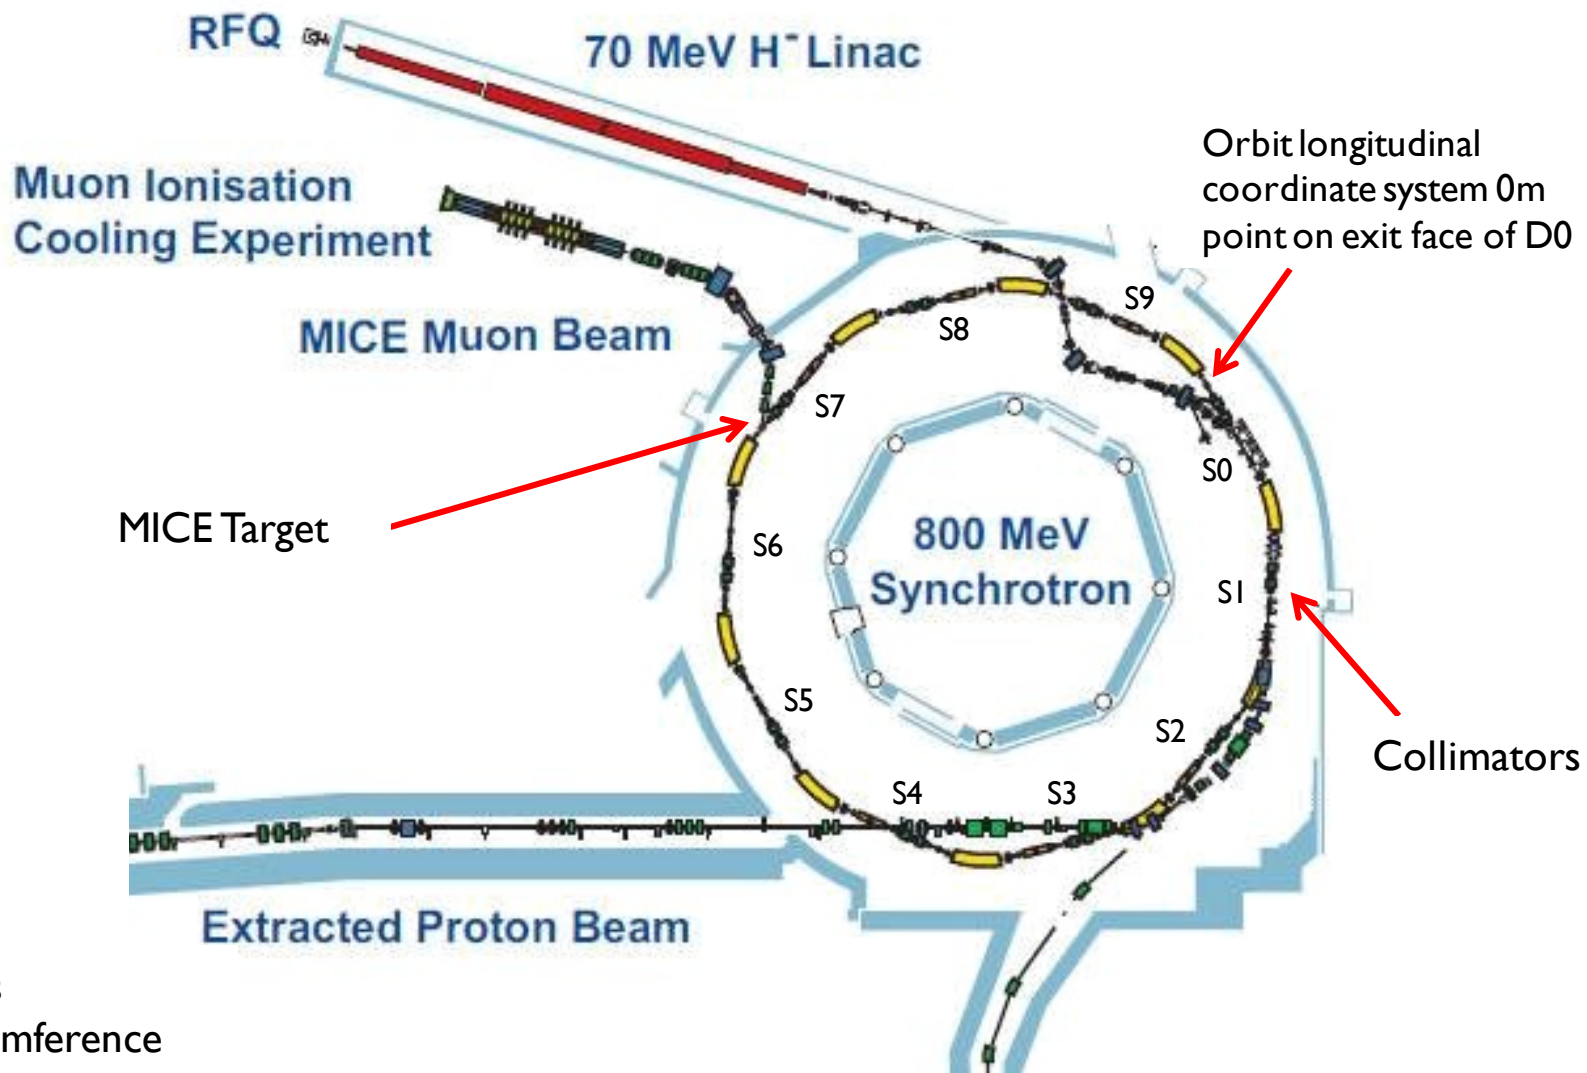 RFQ
70 MeV H⁻ Linac
Orbit longitudinal
coordinate system 0m
point on exit face of D0
Muon Ionisation
Cooling Experiment
MICE Muon Beam
S9
S8
S7
S0
MICE Target
S6
800 MeV
Synchrotron
S1
S5
S2
Collimators
S4
S3
Extracted Proton Beam
mference